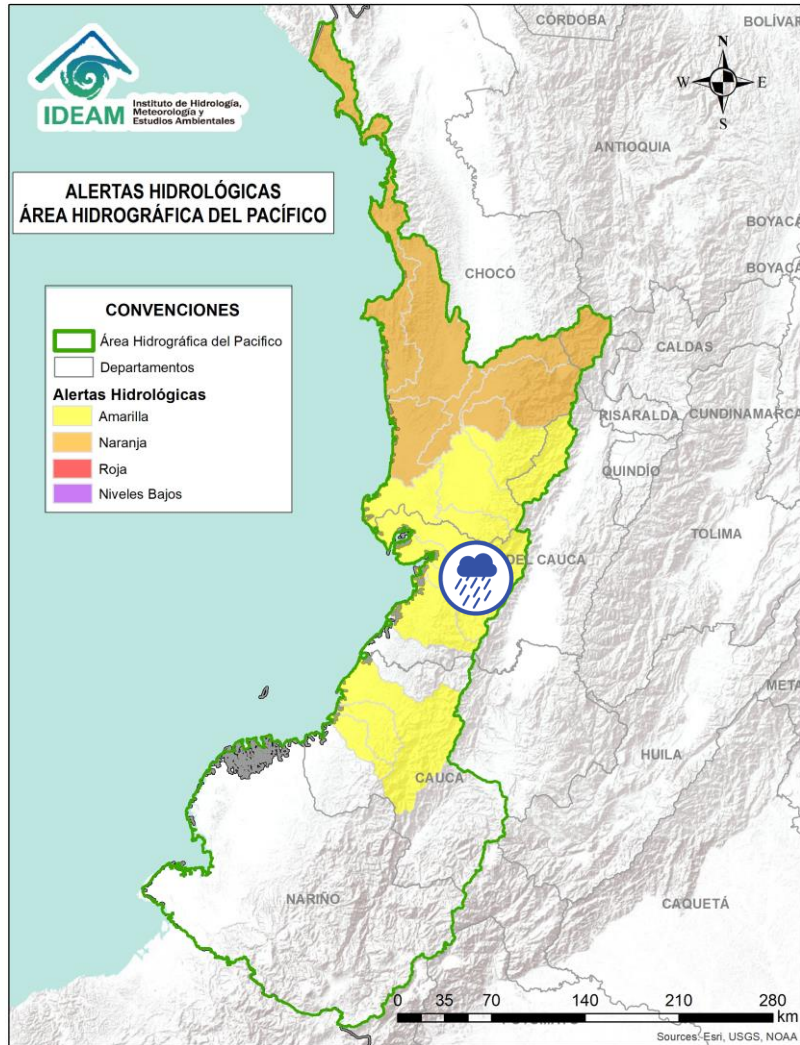 CÓRDOBA
BOLÍVAR
N
W
E
S
IDEAM
Instituto de Hidrología,
Meteorología y
Estudios Ambientales
ANTIOQUIA
ALERTAS HIDROLÓGICAS
ÁREA HIDROGRÁFICA DEL PACÍFICO
BOYACÁ
BOYACÁ
CHOCÓ
CONVENCIONES
Área Hidrográfica del Pacifico
Departamentos
Alertas Hidrológicas
Amarilla
Naranja
Roja
Niveles Bajos
CALDAS
RISARALDA
CUNDINAMARCA
QUINDÍO
TOLIMA
DEL CAUCA
META
HUILA
CAUCA
NARIÑO
CAQUETÁ
0 35 70 140 210 280
km
Sources: Esri, USGS, NOAA